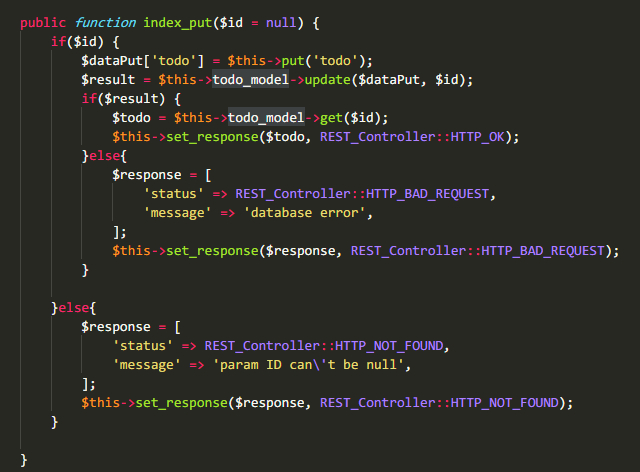 public function index_put($id = null) {
    if($id) {
        $dataPut['todo'] = $this->put('todo');
        $result = $this->todo_model->update($dataPut, $id);
        if($result) {
            $todo = $this->todo_model->get($id);
            $this->set_response($todo, REST_Controller::HTTP_OK);
        }else{
            $response = [
                'status' => REST_Controller::HTTP_BAD_REQUEST,
                'message' => 'database error',
            ];
            $this->set_response($response, REST_Controller::HTTP_BAD_REQUEST);
        }
    }else{
        $response = [
            'status' => REST_Controller::HTTP_NOT_FOUND,
            'message' => 'param ID can\'t be null',
        ];
        $this->set_response($response, REST_Controller::HTTP_NOT_FOUND);
    }
}